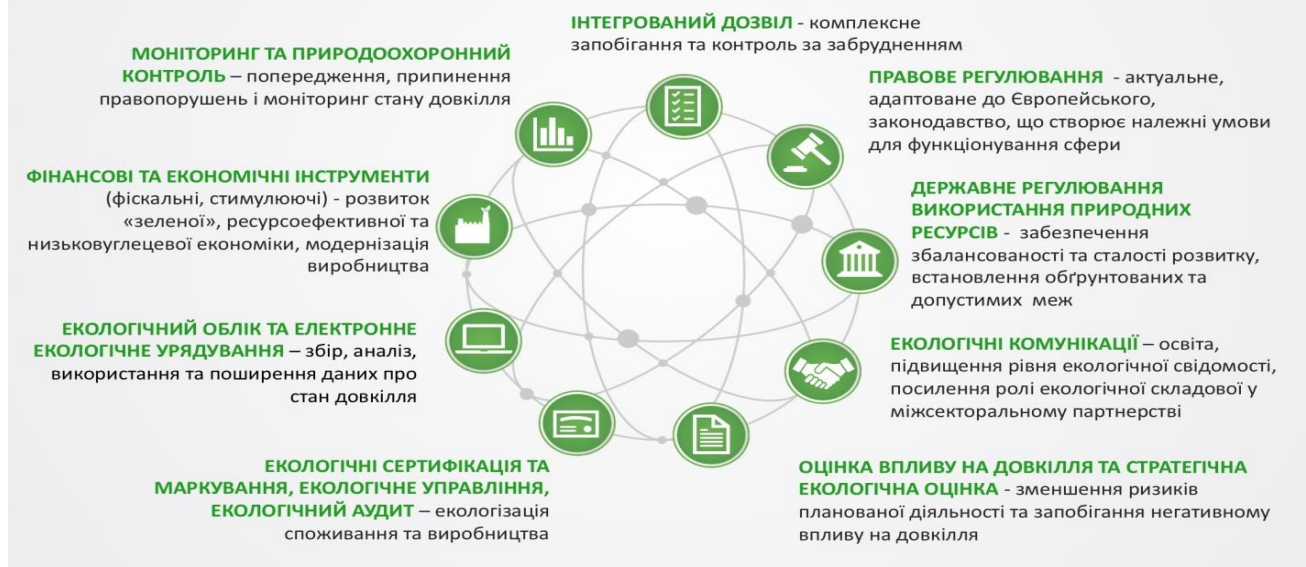 ІНТЕГРОВАНИЙ ДОЗВІЛ - комплексне
запобігання та контроль за забрудненням
МОНІТОРИНГ ТА ПРИРОДООХОРОННИЙ
КОНТРОЛЬ – попередження, припинення
правопорушень і моніторинг стану довкілля
ПРАВОВЕ РЕГУЛЮВАННЯ - актуальне,
адаптоване до Європейського,
законодавство, що створює належні умови
для функціонування сфери
ФІНАНСОВІ ТА ЕКОНОМІЧНІ ІНСТРУМЕНТИ
(фіскальні, стимулюючі) - розвиток
«зеленої», ресурсоефективної та
низьковуглецевої економіки, модернізація
виробництва
ДЕРЖАВНЕ РЕГУЛЮВАННЯ
ВИКОРИСТАННЯ ПРИРОДНИХ
РЕСУРСІВ - забезпечення
збалансованості та сталості розвитку,
встановлення обґрунтованих та
допустимих меж
ЕКОЛОГІЧНИЙ ОБЛІК ТА ЕЛЕКТРОННЕ
ЕКОЛОГІЧНЕ УРЯДУВАННЯ – збір, аналіз,
використання та поширення даних про
стан довкілля
ЕКОЛОГІЧНІ КОМУНІКАЦІЇ – освіта,
підвищення рівня екологічної свідомості,
посилення ролі екологічної складової у
міжсекторальному партнерстві
ЕКОЛОГІЧНІ СЕРТИФІКАЦІЯ ТА
МАРКУВАННЯ, ЕКОЛОГІЧНЕ УПРАВЛІННЯ,
ЕКОЛОГІЧНИЙ АУДИТ – екологізація
споживання та виробництва
ОЦІНКА ВПЛИВУ НА ДОВКІЛЛЯ ТА СТРАТЕГІЧНА
ЕКОЛОГІЧНА ОЦІНКА - зменшення ризиків
планованої діяльності та запобігання негативному
впливу на довкілля